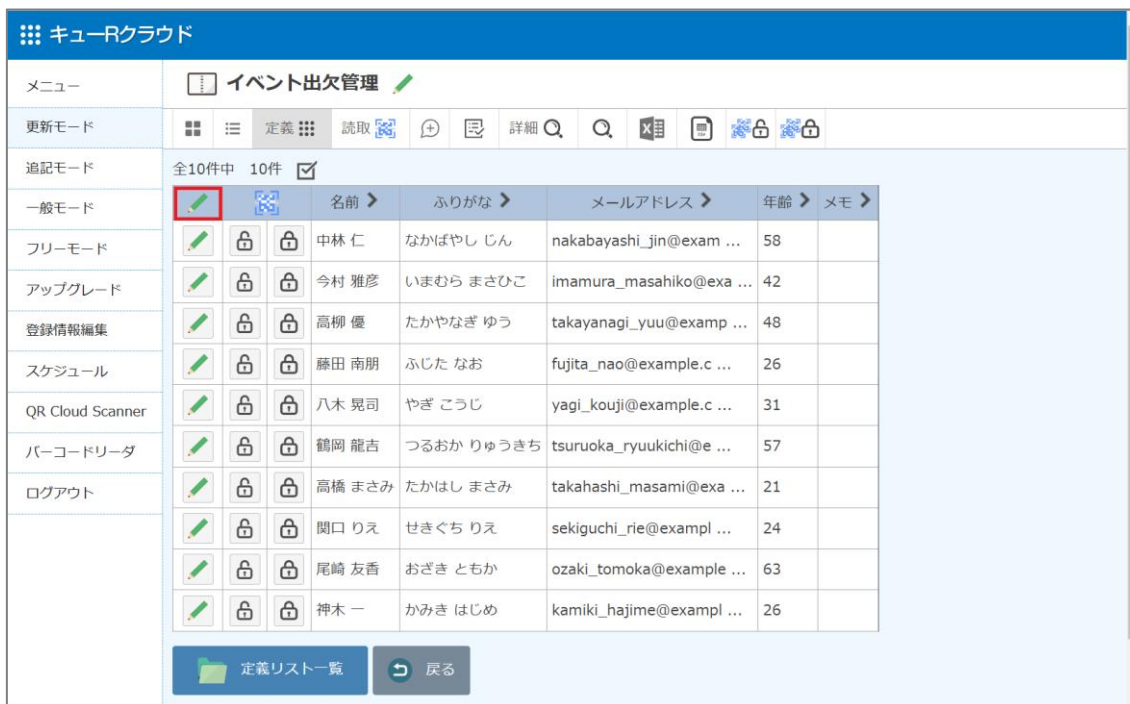 キューRクラウド
メニュー
更新モード
追記モード
一般モード
フリーモード
アップグレード
登録情報編集
スケジュール
QR Cloud Scanner
バーコードリーダ
ログアウト
イベント出欠管理
定義 読取 詳細
全10件中 10件
名前 ふりがな メールアドレス 年齢 メモ
中林 仁 なかばやし じん nakabayashi_jin@exam ... 58
今村 雅彦 いまむら まさひこ imamura_masahiko@exa ... 42
高柳 優 たかやなぎ ゆう takayanagi_yuu@examp ... 48
藤田 南朋 ふじた なお fujita_nao@example.c ... 26
八木 晃司 やぎ こうじ yagi_kouji@example.c ... 31
鶴岡 龍吉 つるおか りゅうきち tsuruoka_ryuukichi@e ... 57
高橋 まさみ たかはし まさみ takahashi_masami@exa ... 21
関口 りえ せきぐち りえ sekiguchi_rie@exampl ... 24
尾崎 友香 おざき ともか ozaki_tomoka@example ... 63
神木 一 かみき はじめ kamiki_hajime@exampl ... 26
定義リスト一覧 戻る